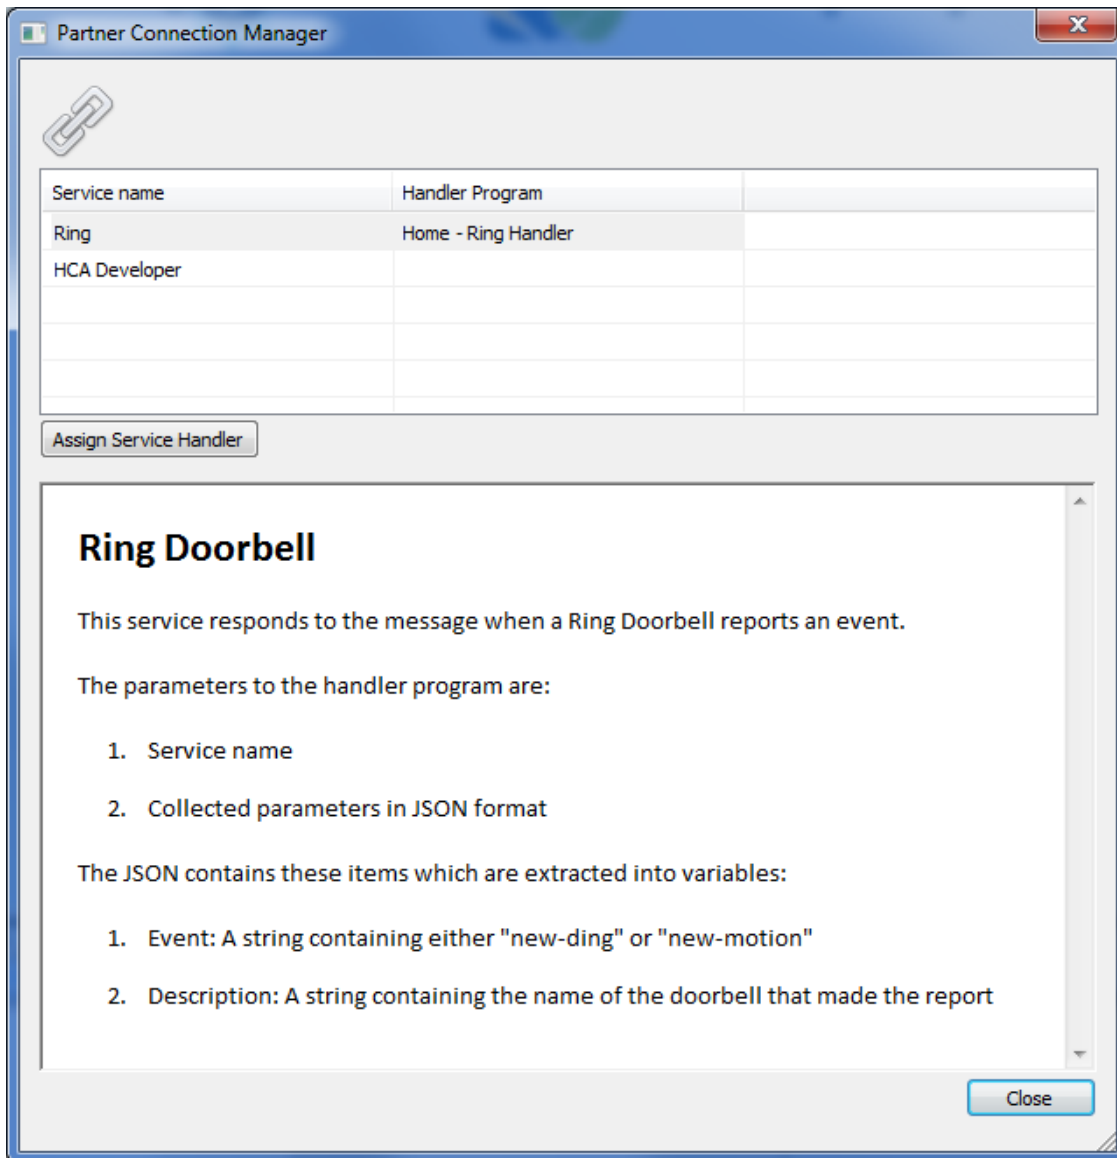 Partner Connection Manager
Service name Handler Program
Ring Home - Ring Handler
HCA Developer
Assign Service Handler
Ring Doorbell
This service responds to the message when a Ring Doorbell reports an event.
The parameters to the handler program are:
1. Service name
2. Collected parameters in JSON format
The JSON contains these items which are extracted into variables:
1. Event: A string containing either "new-ding" or "new-motion"
2. Description: A string containing the name of the doorbell that made the report
Close